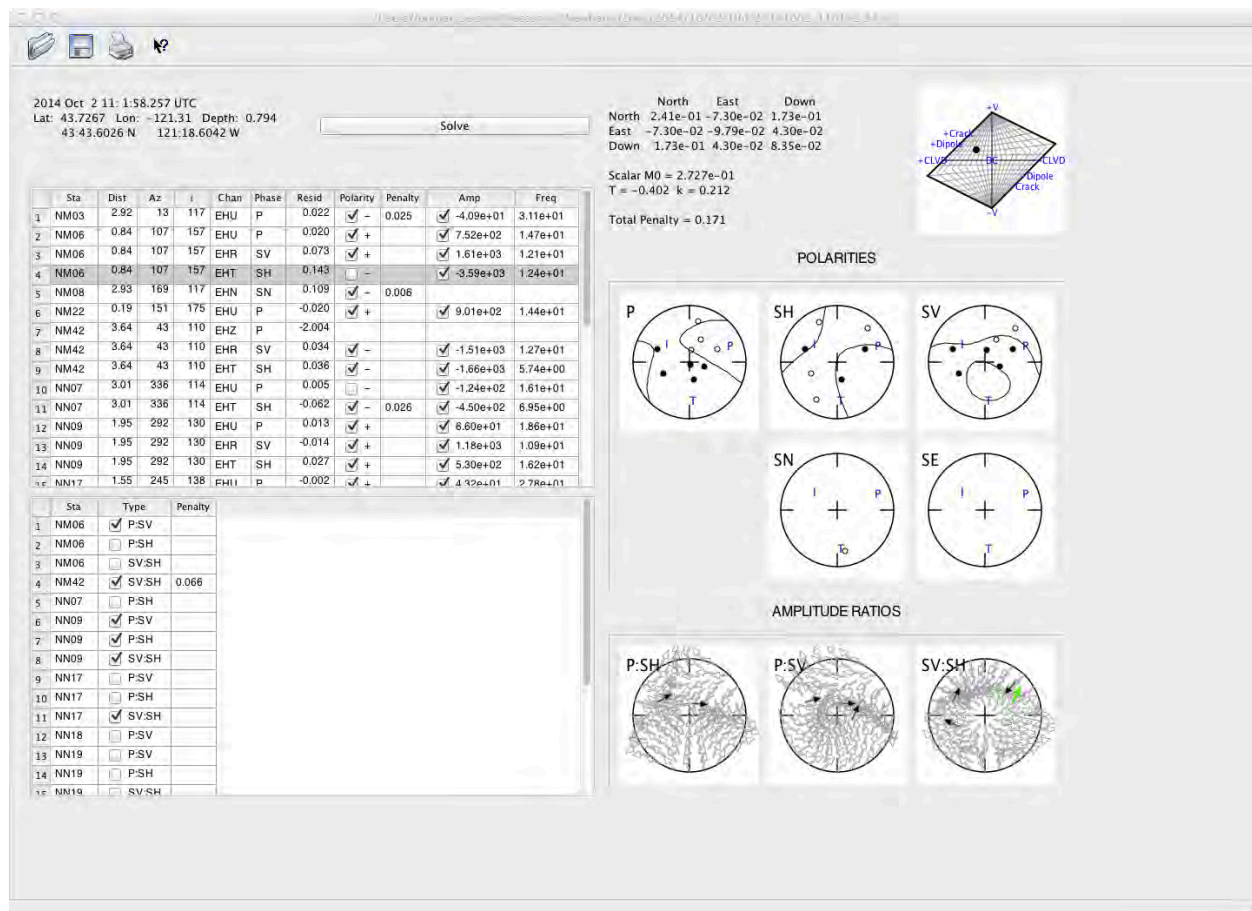 2014 Oct 2 11: 1:58.257 UTC
Lat: 43.7267 Lon: -121.31 Depth: 0.794
43:43.6026 N 121:18.6042 W
Solve
North East Down
North 2.41e-01 -7.30e-02 1.73e-01
East -7.30e-02 -9.79e-02 4.30e-02
Down 1.73e-01 4.30e-02 8.35e-02
Scalar M0 = 2.727e-01
T = -0.402 k = 0.212
Total Penalty = 0.171
+V
+Crack
+Dipole
+CLVD DC -CLVD
-Dipole
Crack
-V
Sta Dist Az i Chan Phase Resid Polarity Penalty Amp Freq
1 NM03 2.92 13 117 EHU P 0.022 - 0.025 -4.09e+01 3.11e+01
2 NM06 0.84 107 157 EHU P 0.020 + 7.52e+02 1.47e+01
3 NM06 0.84 107 157 EHR SV 0.073 + 1.61e+03 1.21e+01
4 NM06 0.84 107 157 EHT SH 0.143 - -3.59e+03 1.24e+01
5 NM08 2.93 169 117 EHN SN 0.109 - 0.006
6 NM22 0.19 151 175 EHU P -0.020 + 9.01e+02 1.44e+01
7 NM42 3.64 43 110 EHZ P -2.004
8 NM42 3.64 43 110 EHR SV 0.034 - -1.51e+03 1.27e+01
9 NM42 3.64 43 110 EHT SH 0.036 - -1.66e+03 5.74e+00
10 NN07 3.01 336 114 EHU P 0.005 - -1.24e+02 1.61e+01
11 NN07 3.01 336 114 EHT SH -0.062 - 0.026 -4.50e+02 6.95e+00
12 NN09 1.95 292 130 EHU P 0.013 + 6.60e+01 1.86e+01
13 NN09 1.95 292 130 EHR SV -0.014 + 1.18e+03 1.09e+01
14 NN09 1.95 292 130 EHT SH 0.027 + 5.30e+02 1.62e+01
15 NN17 1.55 245 138 EHU P -0.002 + 4.32e+01 2.78e+01
Sta Type Penalty
1 NM06 P:SV
2 NM06 P:SH
3 NM06 SV:SH
4 NM42 SV:SH 0.066
5 NN07 P:SH
6 NN09 P:SV
7 NN09 P:SH
8 NN09 SV:SH
9 NN17 P:SV
10 NN17 P:SH
11 NN17 SV:SH
12 NN18 P:SV
13 NN19 P:SV
14 NN19 P:SH
15 NN19 SV:SH
POLARITIES
P SH SV
I P I P I P
T T T
SN SE
I P I P
T T
AMPLITUDE RATIOS
P:SH P:SV SV:SH